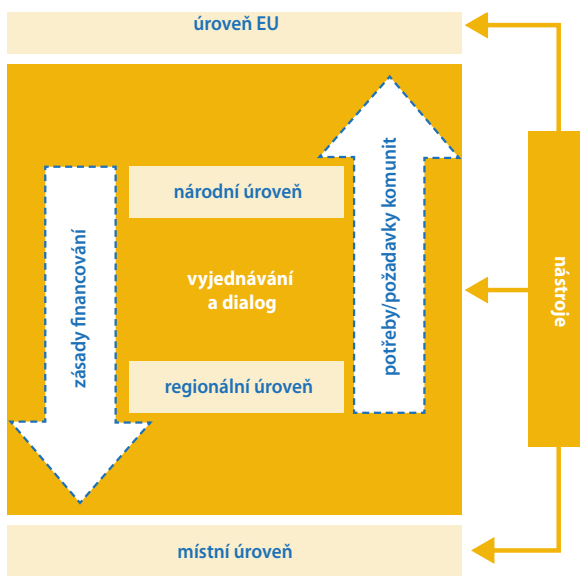 úroveň EU
národní úroveň
zásady financování
vyjednávání
a dialog
potřeby/požadavky komunit
nástroje
regionální úroveň
místní úroveň